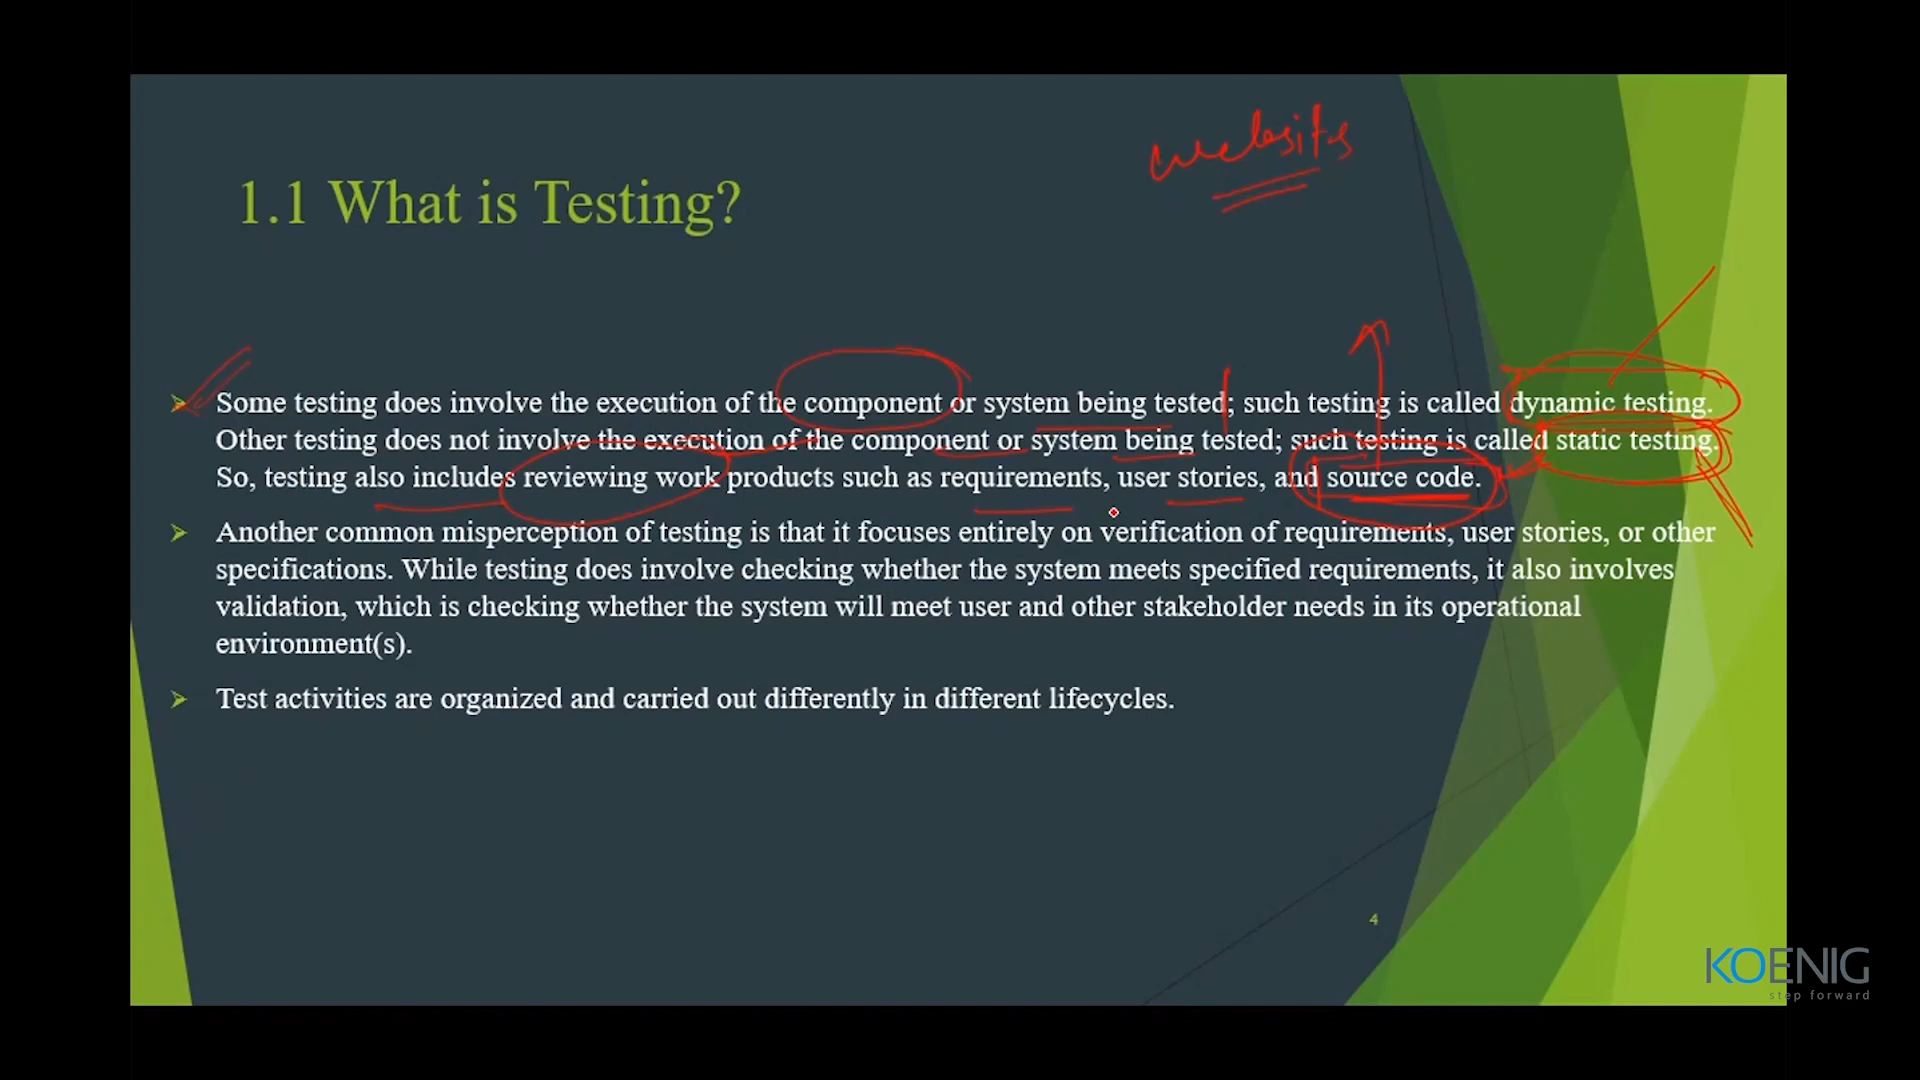 websites
1.1 What is Testing?
Some testing does involve the execution of the component or system being tested; such testing is called dynamic testing.
Other testing does not involve the execution of the component or system being tested; such testing is called static testing.
So, testing also includes reviewing work products such as requirements, user stories, and source code.
Another common misperception of testing is that it focuses entirely on verification of requirements, user stories, or other
specifications. While testing does involve checking whether the system meets specified requirements, it also involves
validation, which is checking whether the system will meet user and other stakeholder needs in its operational
environment(s).
Test activities are organized and carried out differently in different lifecycles.
4
KOENIG
step forward